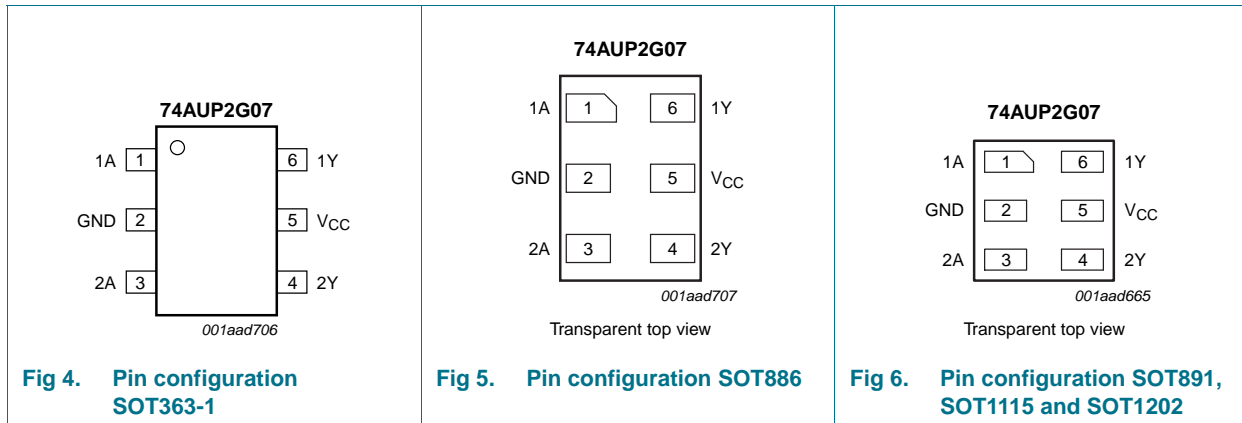 74AUP2G07
1A 1 6 1Y
GND 2 5 VCC
2A 3 4 2Y
001aad706
Fig 4. Pin configuration
SOT363-1
74AUP2G07
1A 1 6 1Y
GND 2 5 VCC
2A 3 4 2Y
001aad707
Transparent top view
Fig 5. Pin configuration SOT886
74AUP2G07
1A 1 6 1Y
GND 2 5 VCC
2A 3 4 2Y
001aad665
Transparent top view
Fig 6. Pin configuration SOT891,
SOT1115 and SOT1202